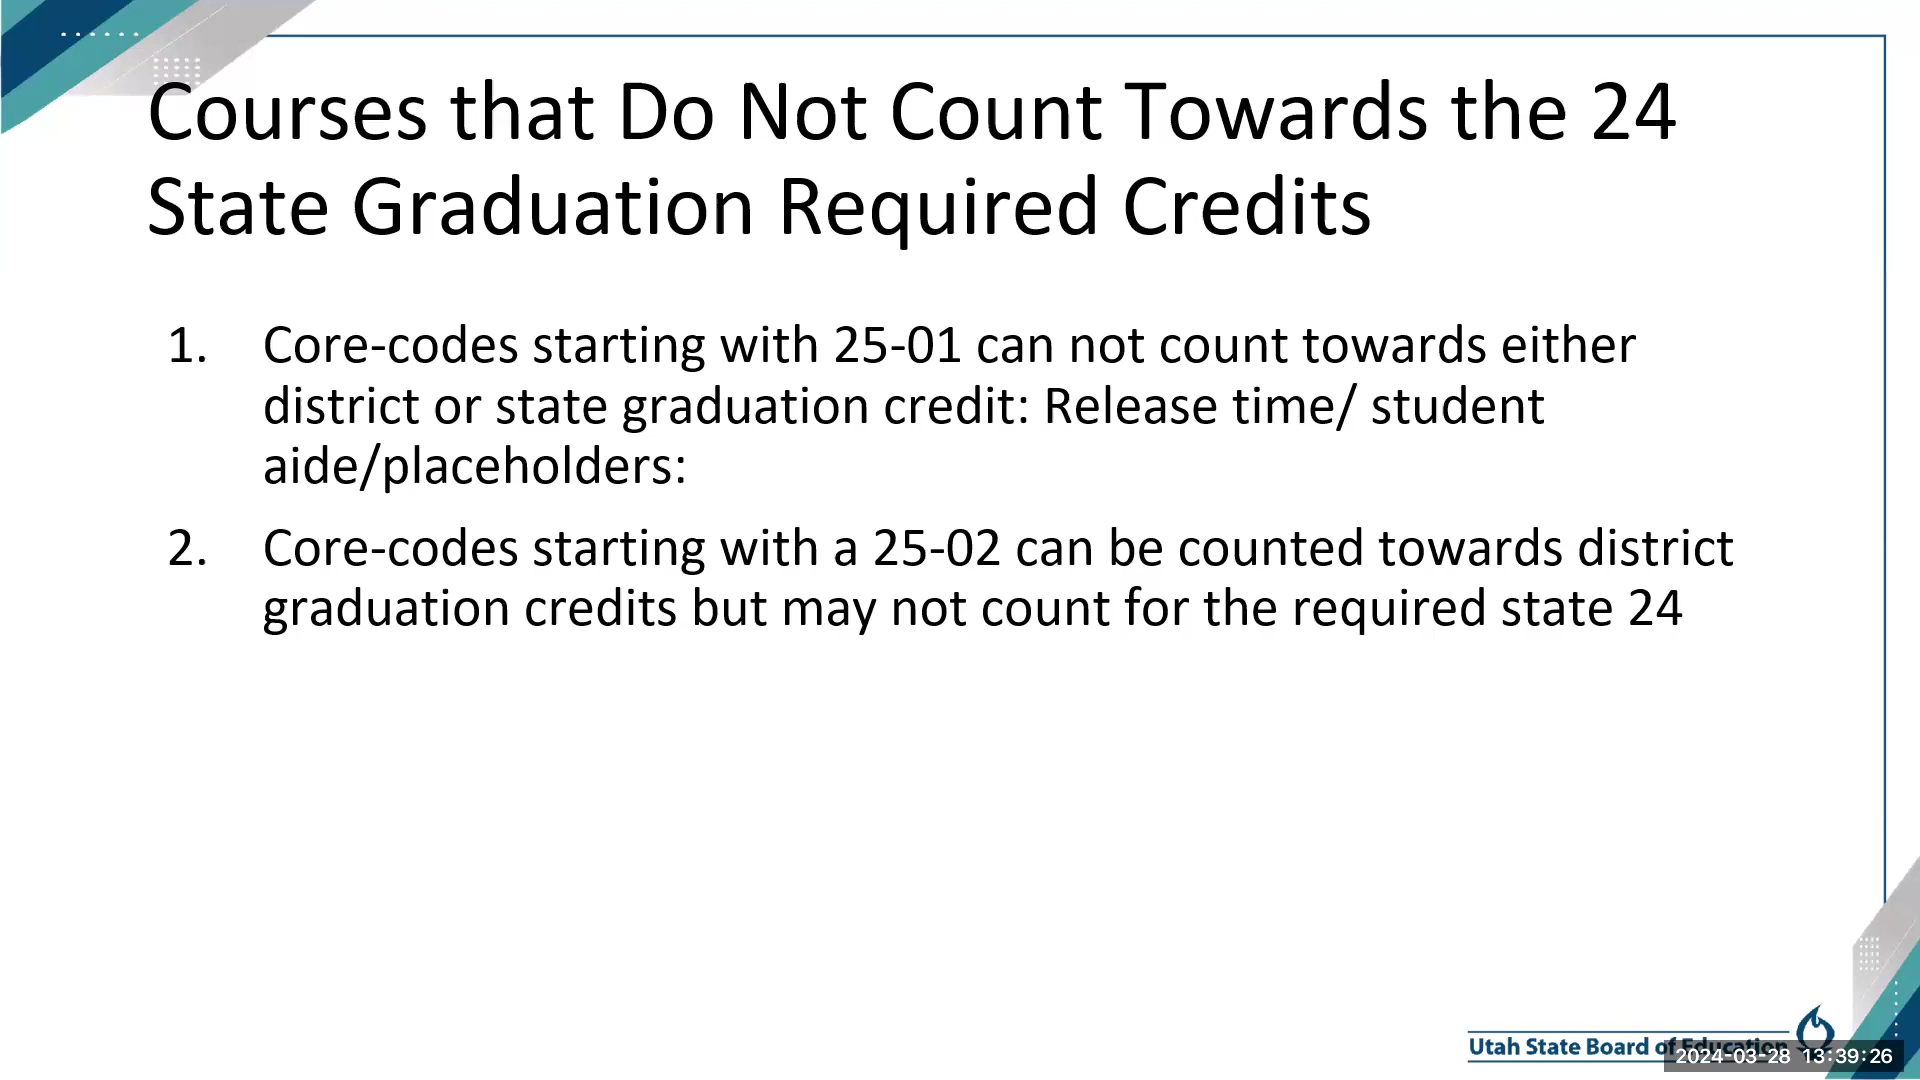 Courses that Do Not Count Towards the 24
State Graduation Required Credits
1. Core-codes starting with 25-01 can not count towards either
district or state graduation credit: Release time/ student
aide/placeholders:
2. Core-codes starting with a 25-02 can be counted towards district
graduation credits but may not count for the required state 24
Utah State Board of Education
2024-03-28 13:39:26